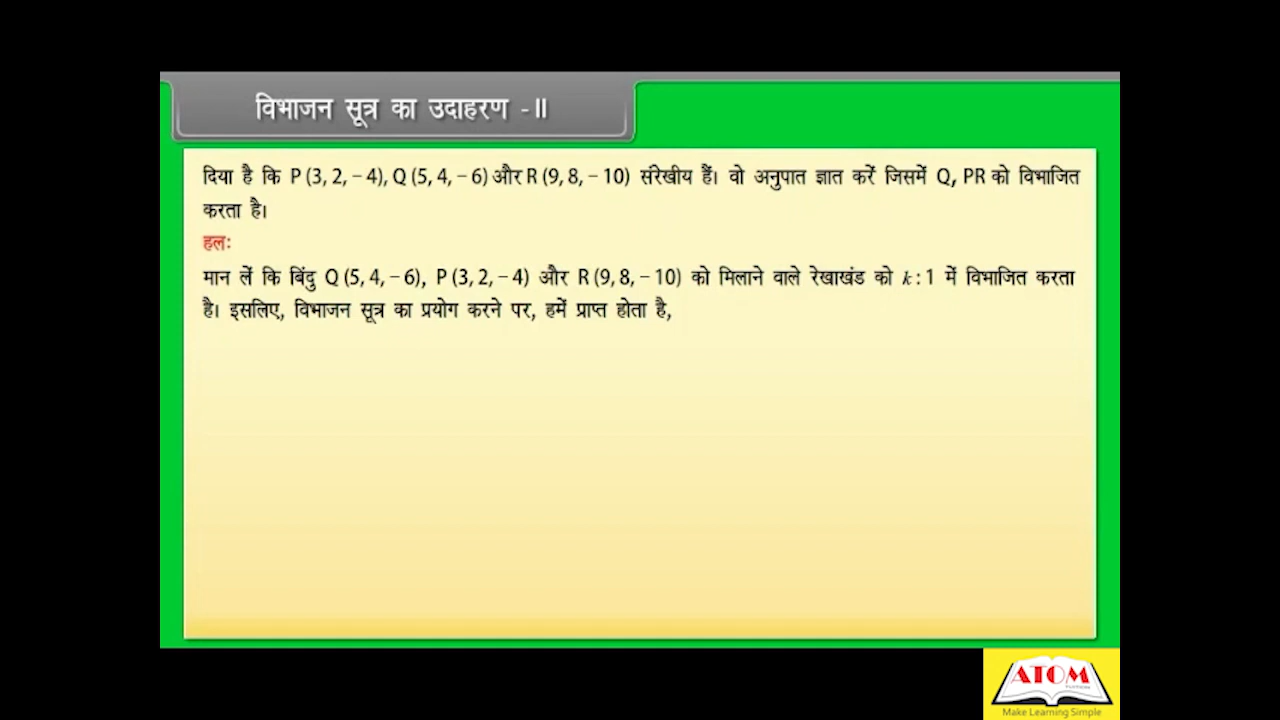 विभाजन सूत्र का उदाहरण - II
दिया है कि P (3, 2, − 4), Q (5, 4, − 6) और R (9, 8, − 10) संरेखीय हैं। वो अनुपात ज्ञात करें जिसमें Q, PR को विभाजित
करता है।
हलः
मान लें कि बिंदु Q (5, 4, − 6), P (3, 2, − 4) और R (9, 8, − 10) को मिलाने वाले रेखाखंड को k : 1 में विभाजित करता
है। इसलिए, विभाजन सूत्र का प्रयोग करने पर, हमें प्राप्त होता है,
ATOM
Make Learning Simple